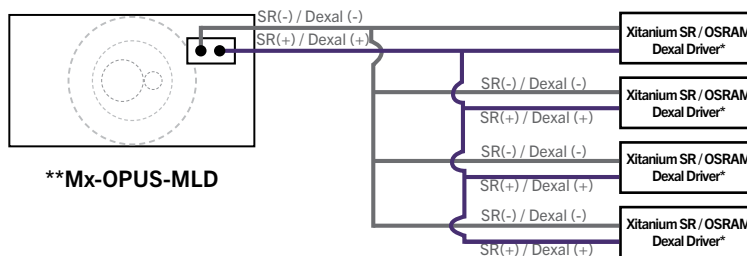 SR(-) / Dexal (-)
SR(+) / Dexal (+)
Xitanium SR / OSRAM
Dexal Driver*
SR(-) / Dexal (-)
SR(+) / Dexal (+)
Xitanium SR / OSRAM
Dexal Driver*
**Mx-OPUS-MLD
SR(-) / Dexal (-)
SR(+) / Dexal (+)
Xitanium SR / OSRAM
Dexal Driver*
SR(-) / Dexal (-)
SR(+) / Dexal (+)
Xitanium SR / OSRAM
Dexal Driver*